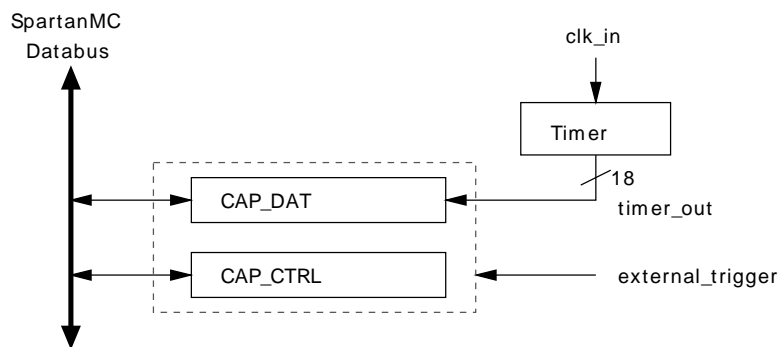 SpartanMC
Databus
clk_in
Timer
18
CAP_DAT
timer_out
CAP_CTRL
external_trigger